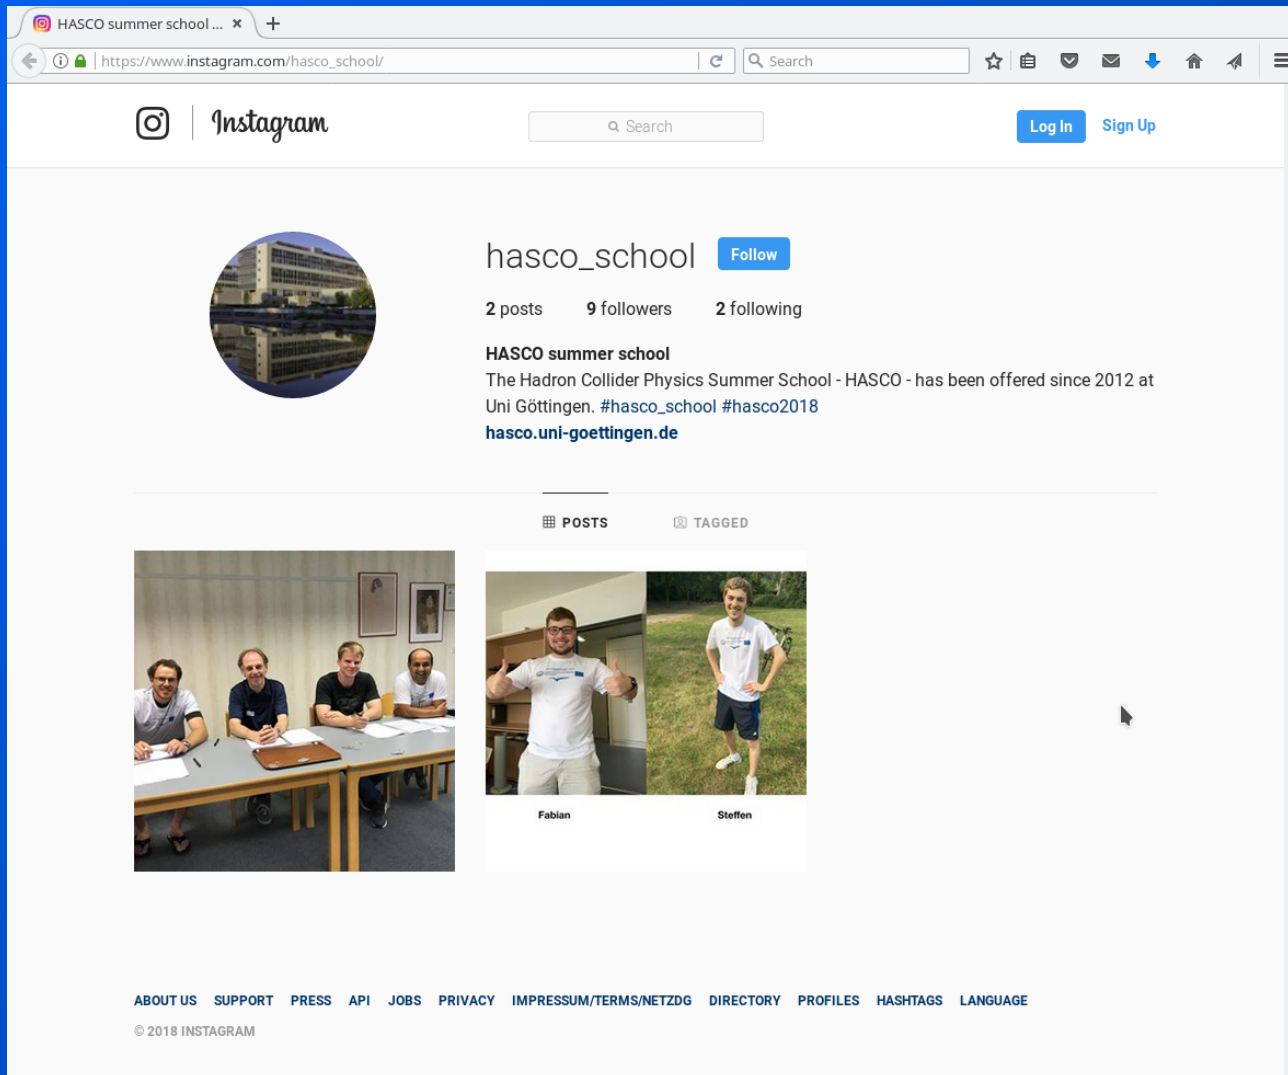 HASCO summer school ...
https://www.instagram.com/hasco_school/
Search
Instagram
Search
Log In
Sign Up
hasco_school
Follow
2 posts
9 followers
2 following
HASCO summer school
The Hadron Collider Physics Summer School - HASCO - has been offered since 2012 at
Uni Göttingen. #hasco_school #hasco2018
hasco.uni-goettingen.de
POSTS
TAGGED
Fabian
Steffen
ABOUT US SUPPORT PRESS API JOBS PRIVACY IMPRESSUM/TERMS/NETZDG DIRECTORY PROFILES HASHTAGS LANGUAGE
© 2018 INSTAGRAM